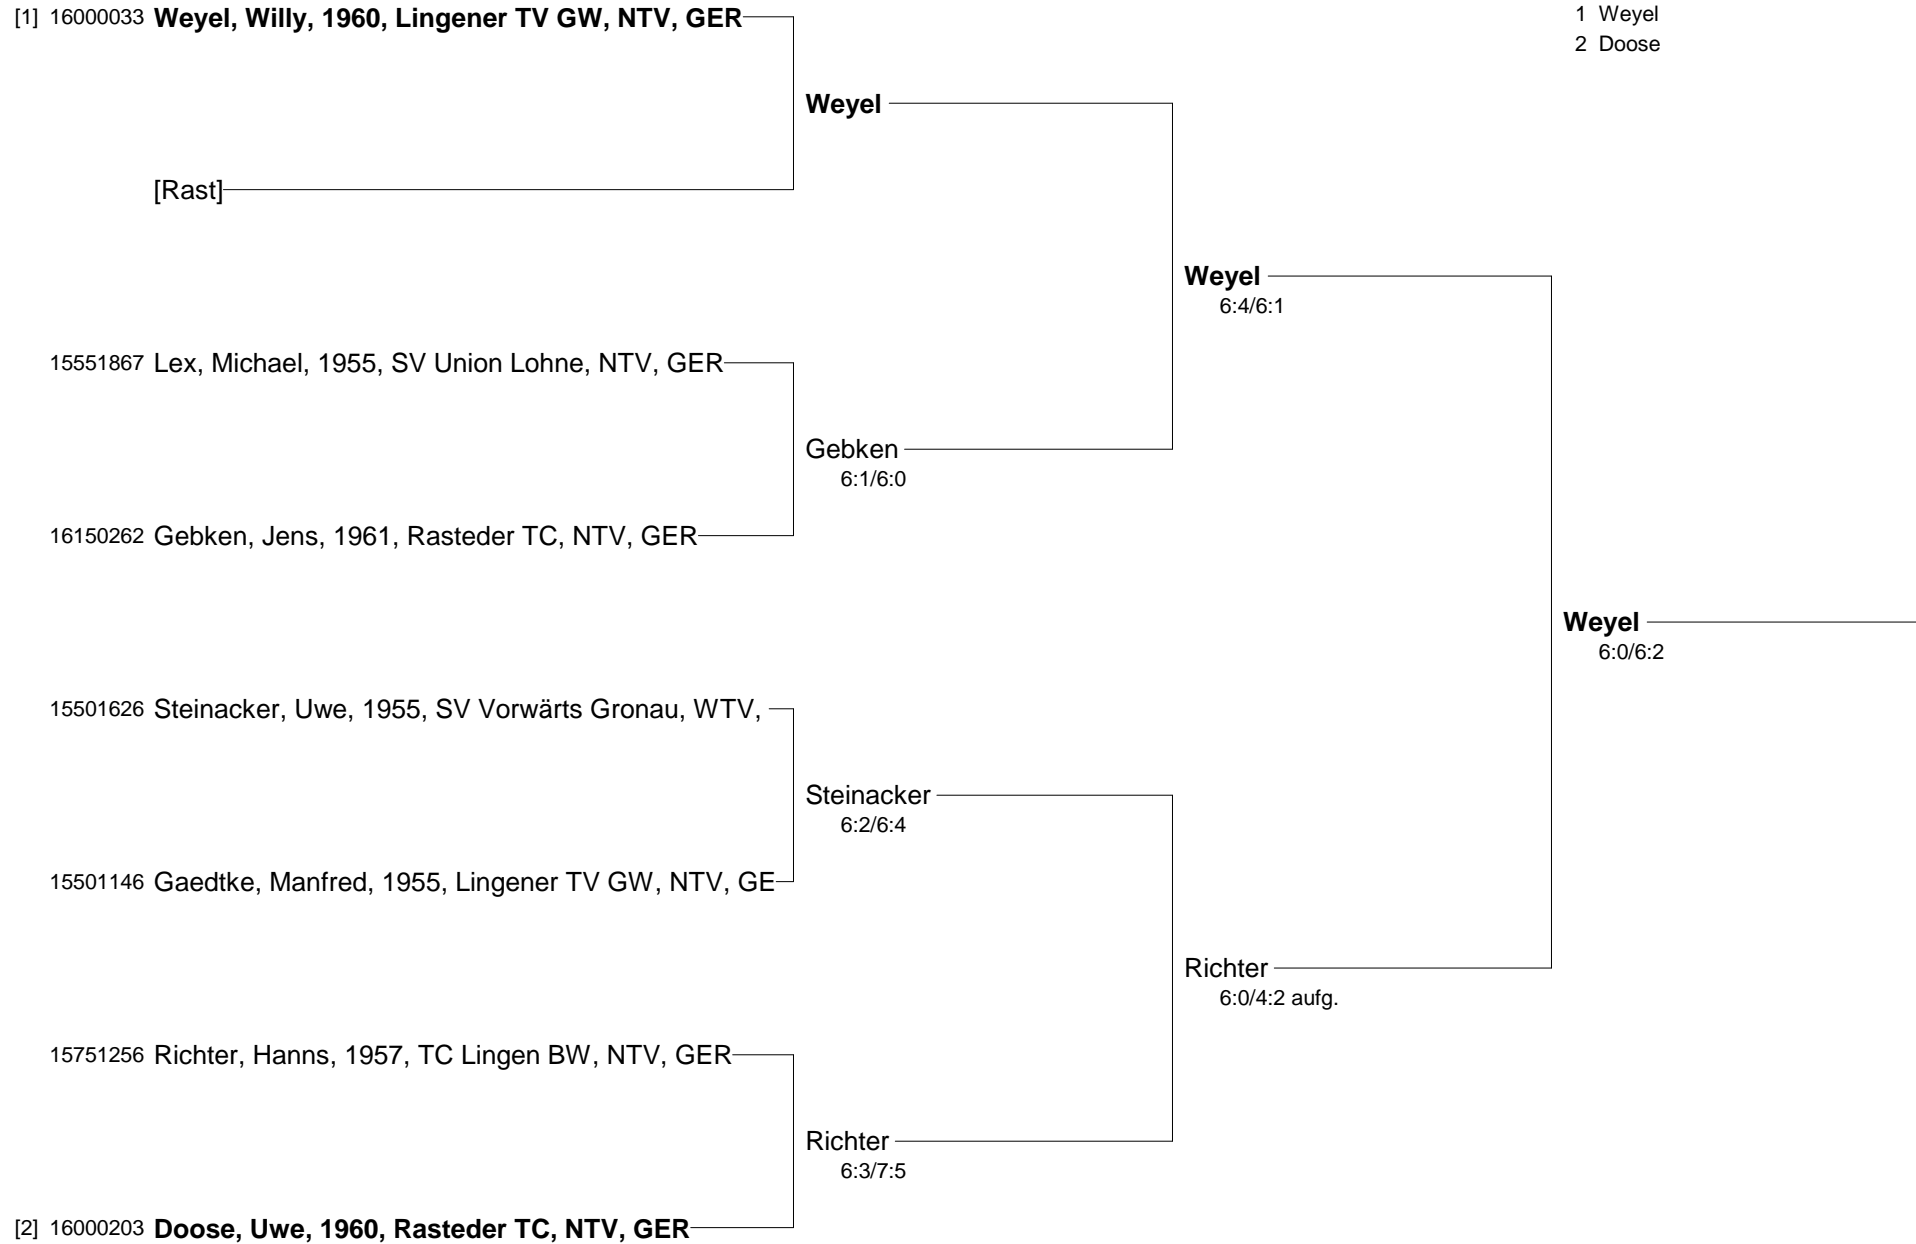 [1] 16000033 Weyel, Willy, 1960, Lingener TV GW, NTV, GER
1 Weyel
2 Doose
Weyel
[Rast]
Weyel
6:4/6:1
15551867 Lex, Michael, 1955, SV Union Lohne, NTV, GER
Gebken
6:1/6:0
16150262 Gebken, Jens, 1961, Rasteder TC, NTV, GER
Weyel
6:0/6:2
15501626 Steinacker, Uwe, 1955, SV Vorwärts Gronau, WTV,
Steinacker
6:2/6:4
15501146 Gaedtke, Manfred, 1955, Lingener TV GW, NTV, GE
Richter
6:0/4:2 aufg.
15751256 Richter, Hanns, 1957, TC Lingen BW, NTV, GER
Richter
6:3/7:5
[2] 16000203 Doose, Uwe, 1960, Rasteder TC, NTV, GER